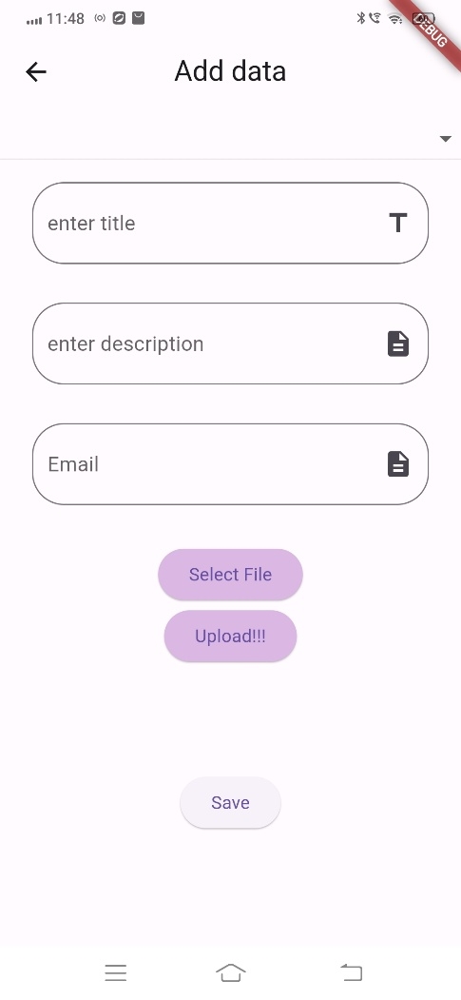 11:48
DEBUG
Add data
enter title
enter description
Email
Select File
Upload!!!
Save